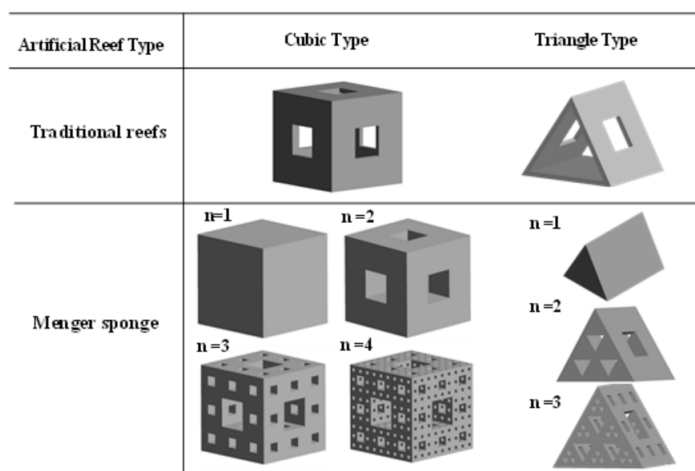 Artificial Reef Type
Cubic Type
Triangle Type
Traditional reefs
Menger sponge
n=1
n =2
n =3
n =4
n =1
n =2
n =3